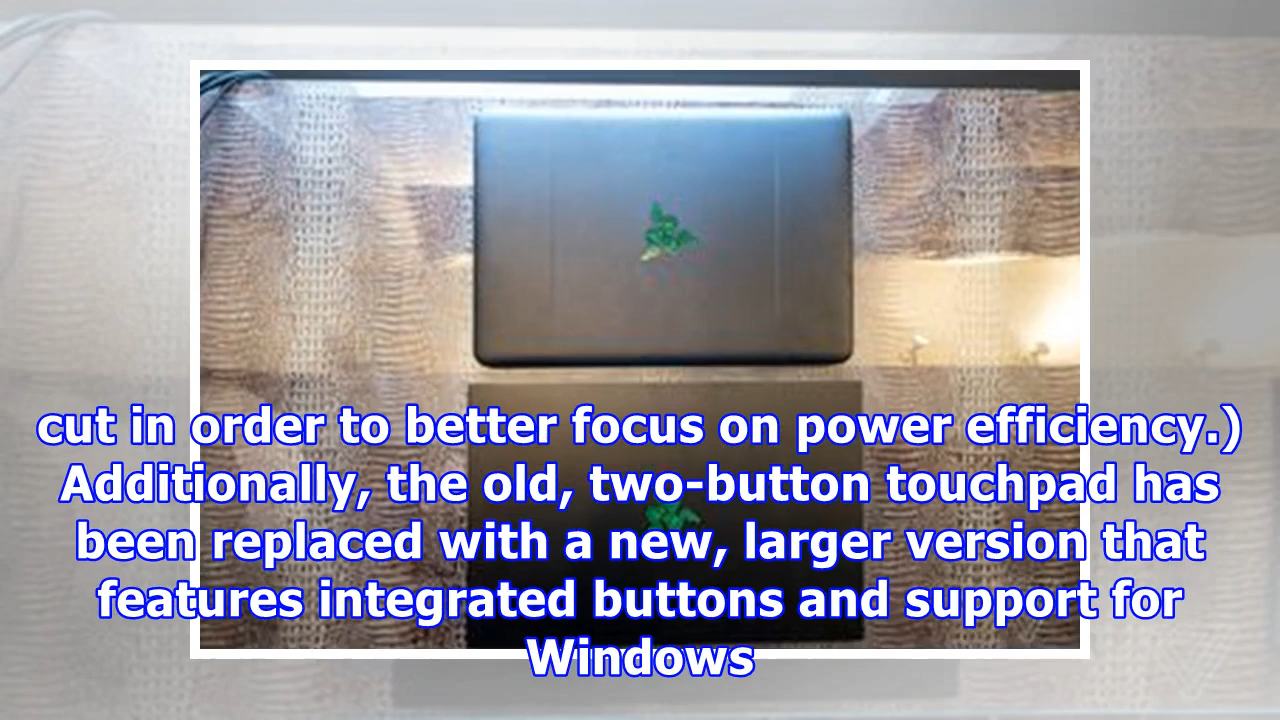 cut in order to better focus on power efficiency.)
Additionally, the old, two-button touchpad has
been replaced with a new, larger version that
features integrated buttons and support for
Windows